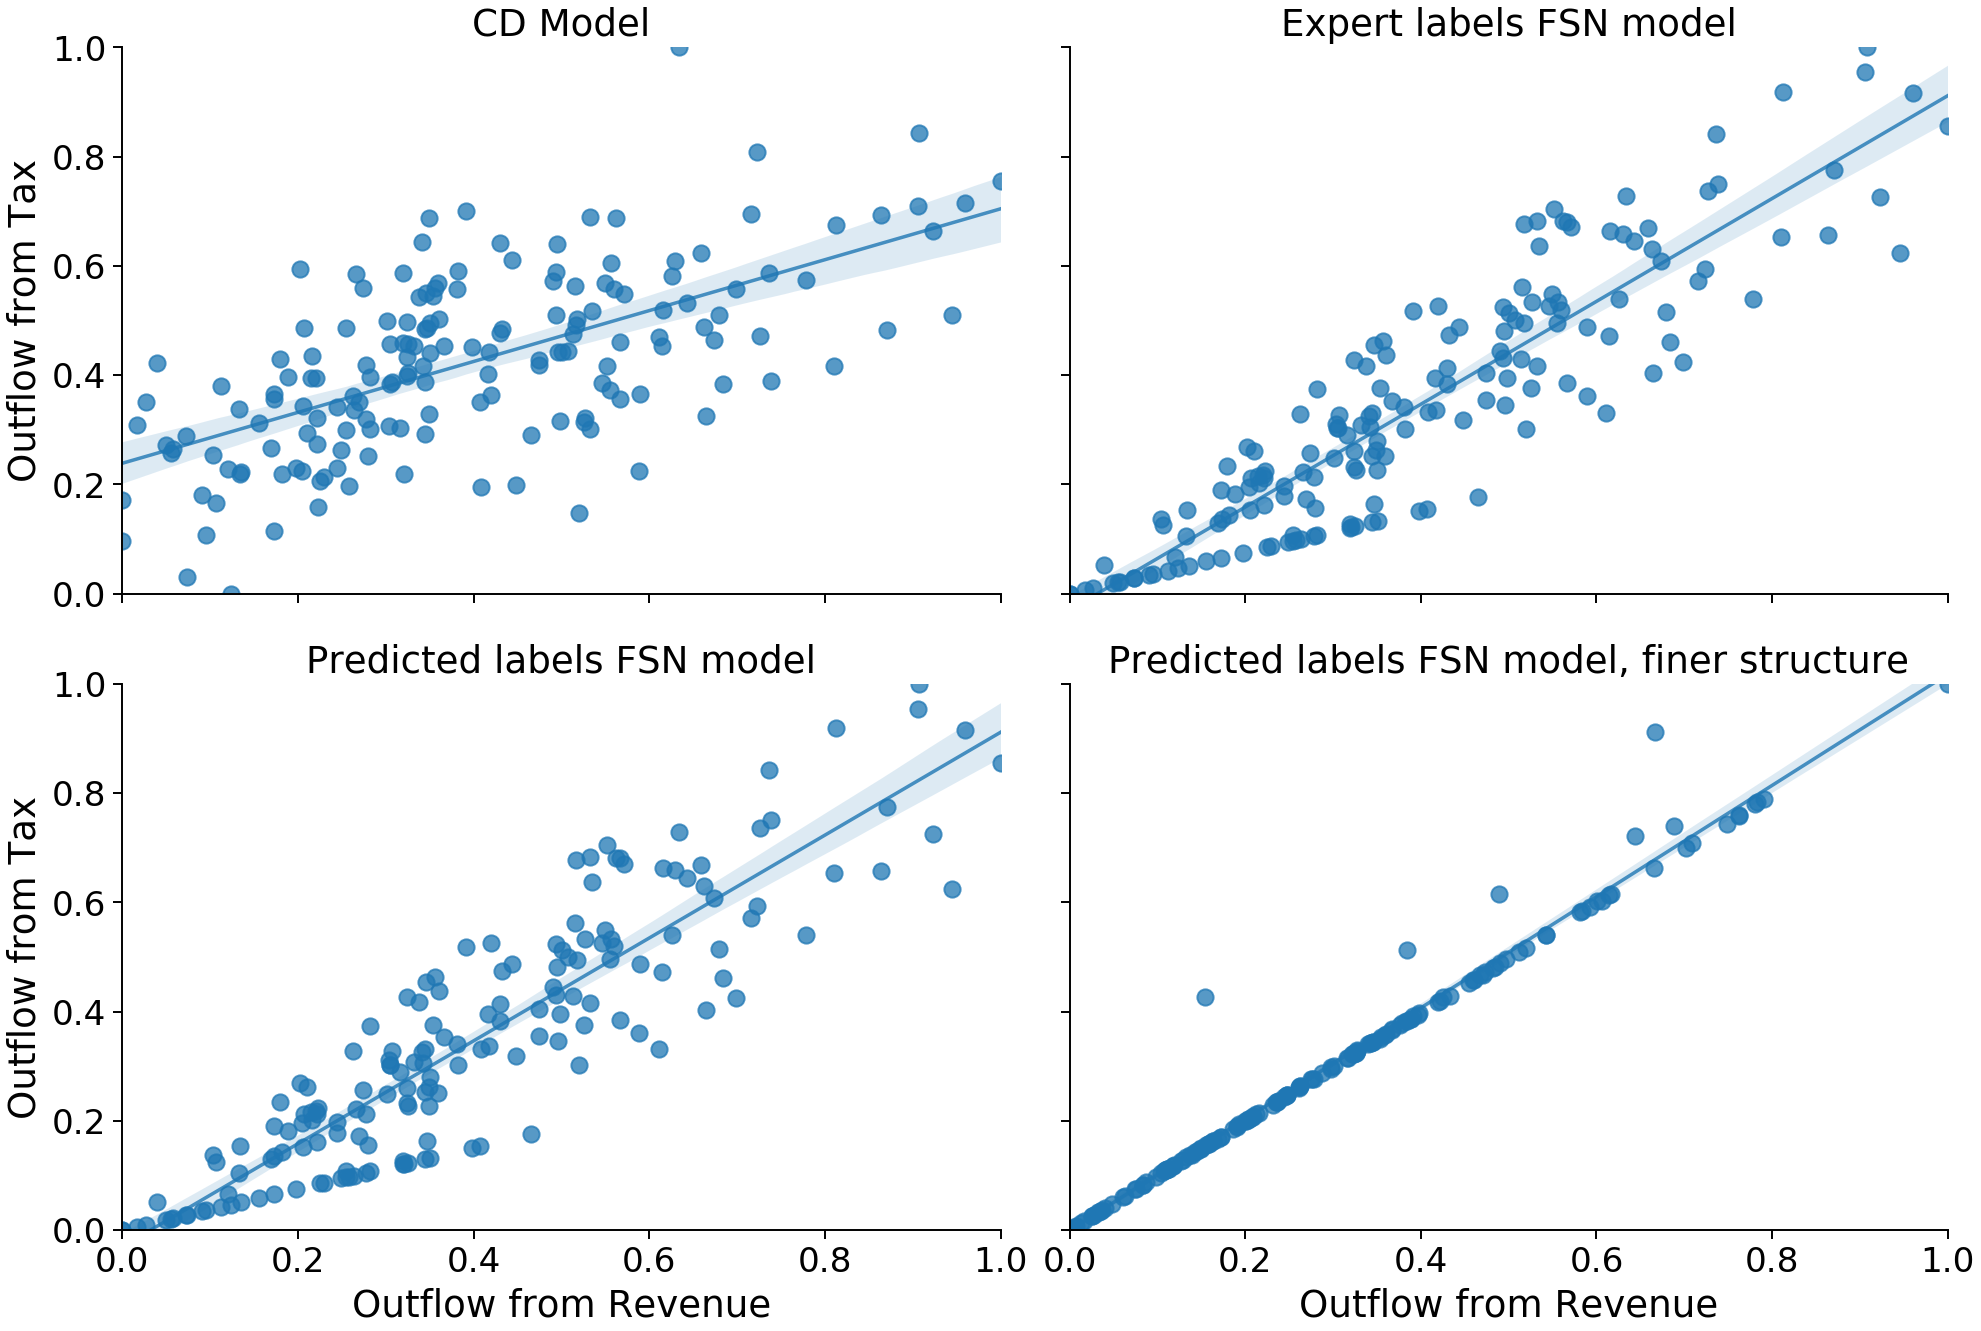 CD Model
Expert labels FSN model
1.0
0.8
0.6
0.4
0.2
0.0
Outflow from Tax
Predicted labels FSN model
Predicted labels FSN model, finer structure
1.0
0.8
0.6
0.4
0.2
0.0
Outflow from Tax
0.0 0.2 0.4 0.6 0.8 1.0
0.0 0.2 0.4 0.6 0.8 1.0
Outflow from Revenue
Outflow from Revenue